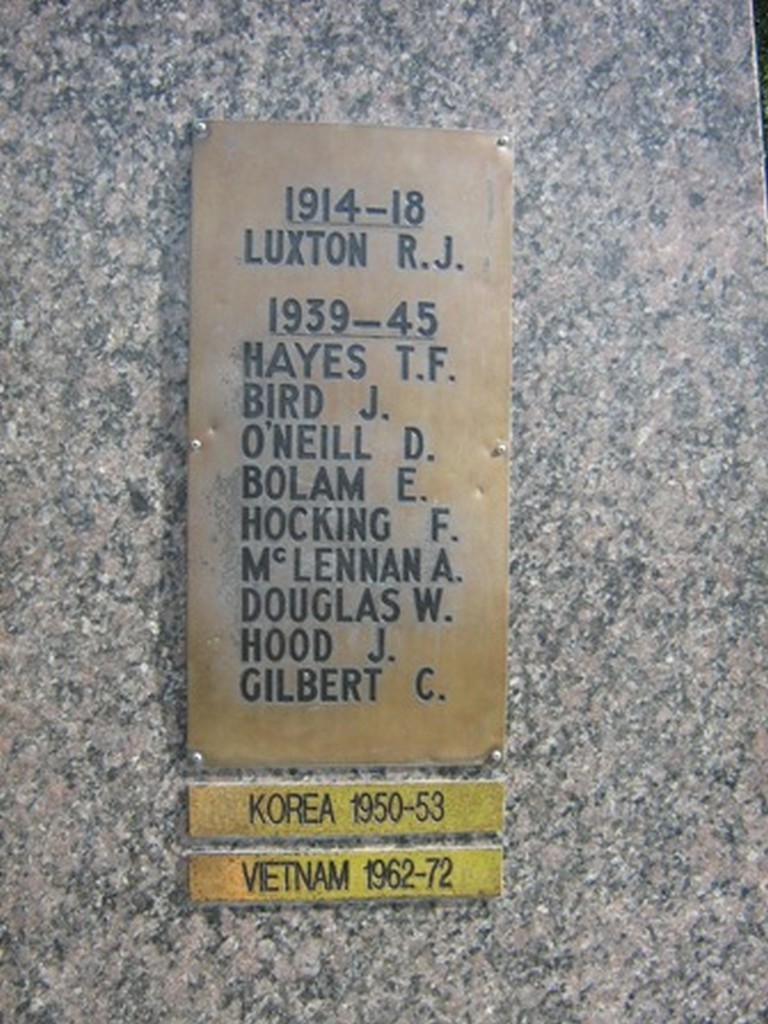 1914-18
LUXTON R.J.
1939-45
HAYES T.F.
BIRD J.
O'NEILL D.
BOLAM E.
HOCKING F.
McLENNAN A.
DOUGLAS W.
HOOD J.
GILBERT C.
KOREA 1950-53
VIETNAM 1962-72